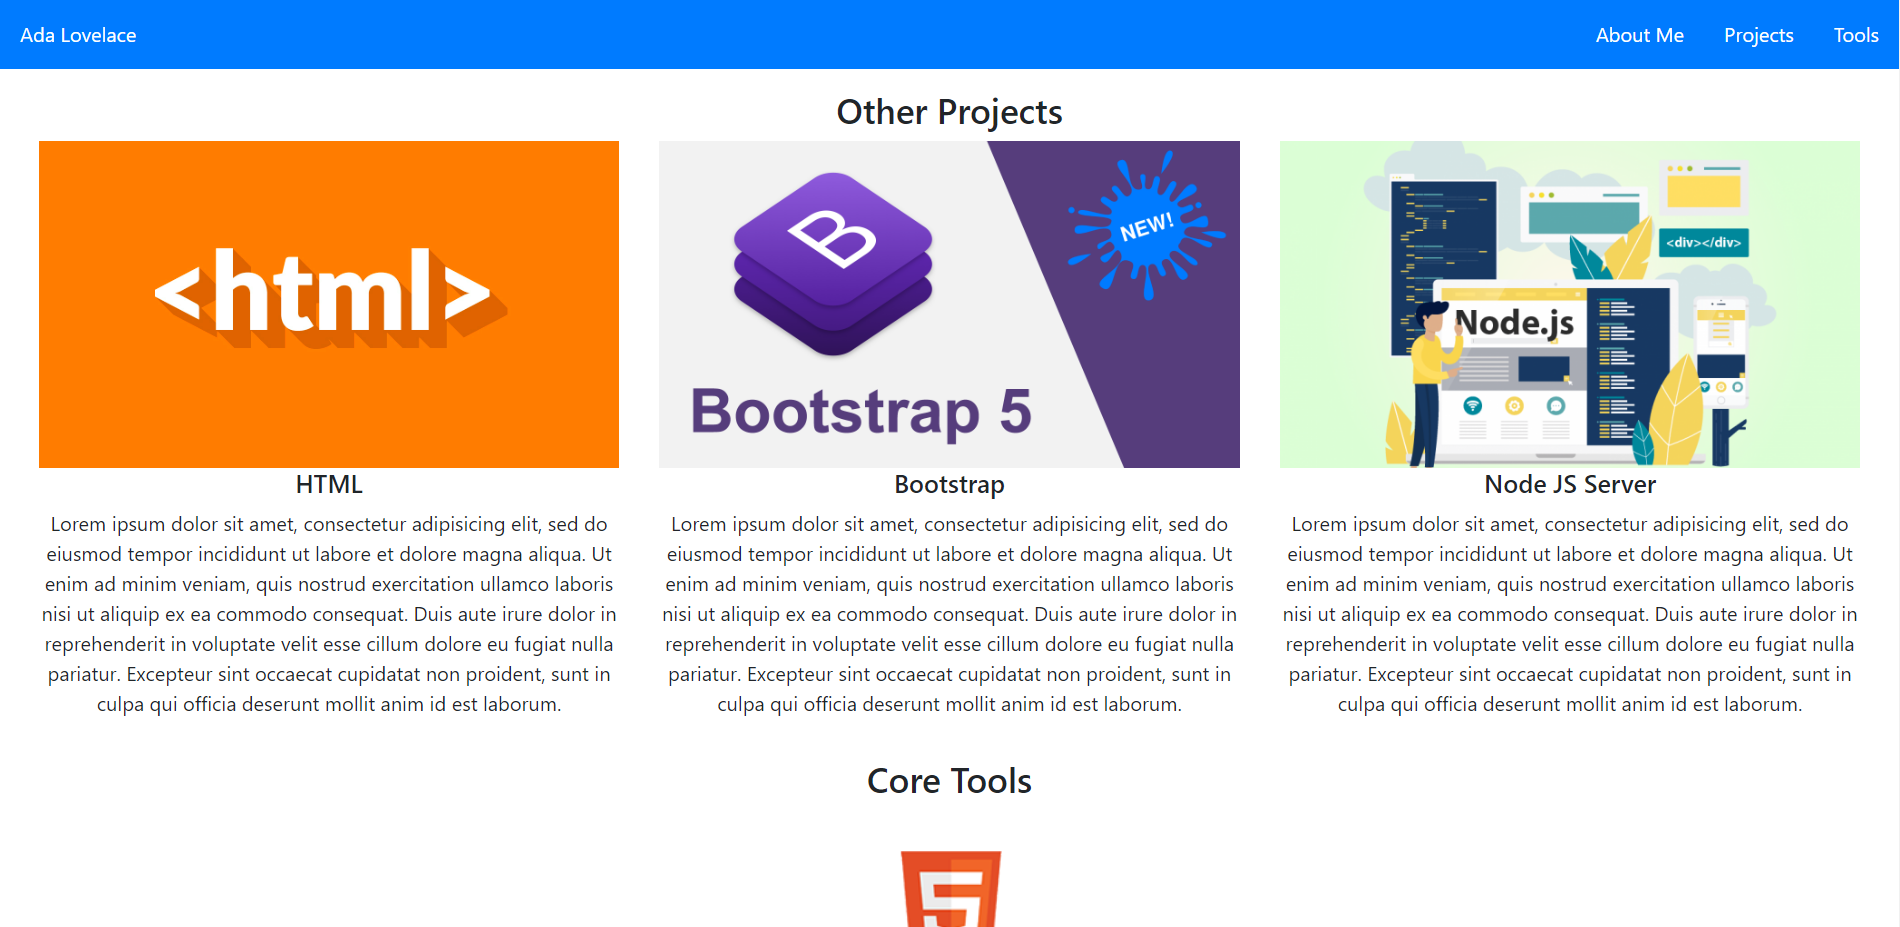 Ada Lovelace
About Me
Projects
Tools
Other Projects
<html>
B
NEW!
Bootstrap 5
<div></div>
Node.js
HTML
Lorem ipsum dolor sit amet, consectetur adipisicing elit, sed do
eiusmod tempor incididunt ut labore et dolore magna aliqua. Ut
enim ad minim veniam, quis nostrud exercitation ullamco laboris
nisi ut aliquip ex ea commodo consequat. Duis aute irure dolor in
reprehenderit in voluptate velit esse cillum dolore eu fugiat nulla
pariatur. Excepteur sint occaecat cupidatat non proident, sunt in
culpa qui officia deserunt mollit anim id est laborum.
Bootstrap
Lorem ipsum dolor sit amet, consectetur adipisicing elit, sed do
eiusmod tempor incididunt ut labore et dolore magna aliqua. Ut
enim ad minim veniam, quis nostrud exercitation ullamco laboris
nisi ut aliquip ex ea commodo consequat. Duis aute irure dolor in
reprehenderit in voluptate velit esse cillum dolore eu fugiat nulla
pariatur. Excepteur sint occaecat cupidatat non proident, sunt in
culpa qui officia deserunt mollit anim id est laborum.
Node JS Server
Lorem ipsum dolor sit amet, consectetur adipisicing elit, sed do
eiusmod tempor incididunt ut labore et dolore magna aliqua. Ut
enim ad minim veniam, quis nostrud exercitation ullamco laboris
nisi ut aliquip ex ea commodo consequat. Duis aute irure dolor in
reprehenderit in voluptate velit esse cillum dolore eu fugiat nulla
pariatur. Excepteur sint occaecat cupidatat non proident, sunt in
culpa qui officia deserunt mollit anim id est laborum.
Core Tools
5